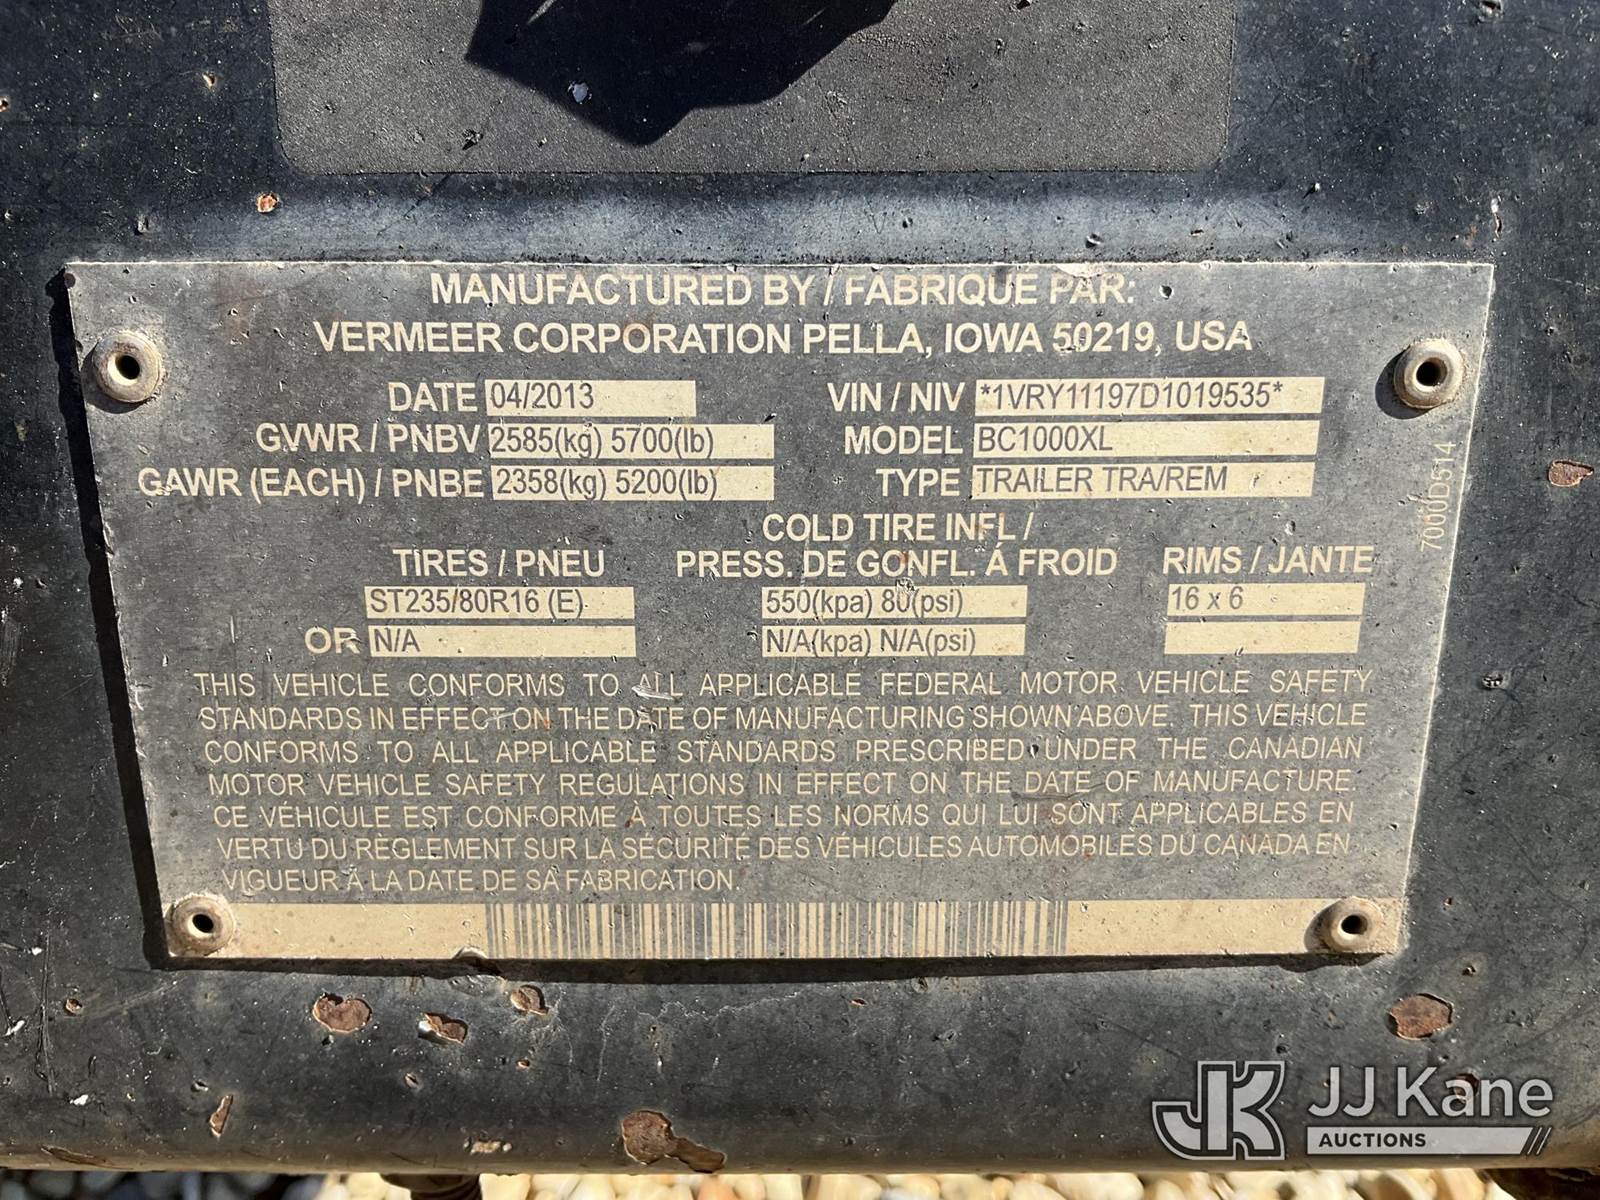 MANUFACTURED BY / FABRIQUÉ PAR:
VERMEER CORPORATION PELLA, IOWA 50219, USA
DATE 04/2013 VIN / NIV *1VRY11197D1019535*
GVWR / PNBV 2585(kg) 5700(lb) MODEL BC1000XL
GAWR (EACH) / PNBE 2358(kg) 5200(lb) TYPE TRAILER TRA/REM
7000D514
COLD TIRE INFL /
TIRES / PNEU PRESS. DE GONFL. Á FROID RIMS / JANTE
ST235/80R16 (E) 550(kpa) 80(psi) 16 x 6
OR N/A N/A(kpa) N/A(psi)
THIS VEHICLE CONFORMS TO ALL APPLICABLE FEDERAL MOTOR VEHICLE SAFETY
STANDARDS IN EFFECT ON THE DATE OF MANUFACTURING SHOWN ABOVE. THIS VEHICLE
CONFORMS TO ALL APPLICABLE STANDARDS PRESCRIBED UNDER THE CANADIAN
MOTOR VEHICLE SAFETY REGULATIONS IN EFFECT ON THE DATE OF MANUFACTURE.
CE VÉHICULE EST CONFORME À TOUTES LES NORMS QUI LUI SONT APPLICABLES EN
VERTU DU RÈGLEMENT SUR LA SÉCURITÉ DES VÉHICULES AUTOMOBILES DU CANADA EN
VIGUEUR À LA DATE DE SA FABRICATION.
JK JJ Kane
AUCTIONS